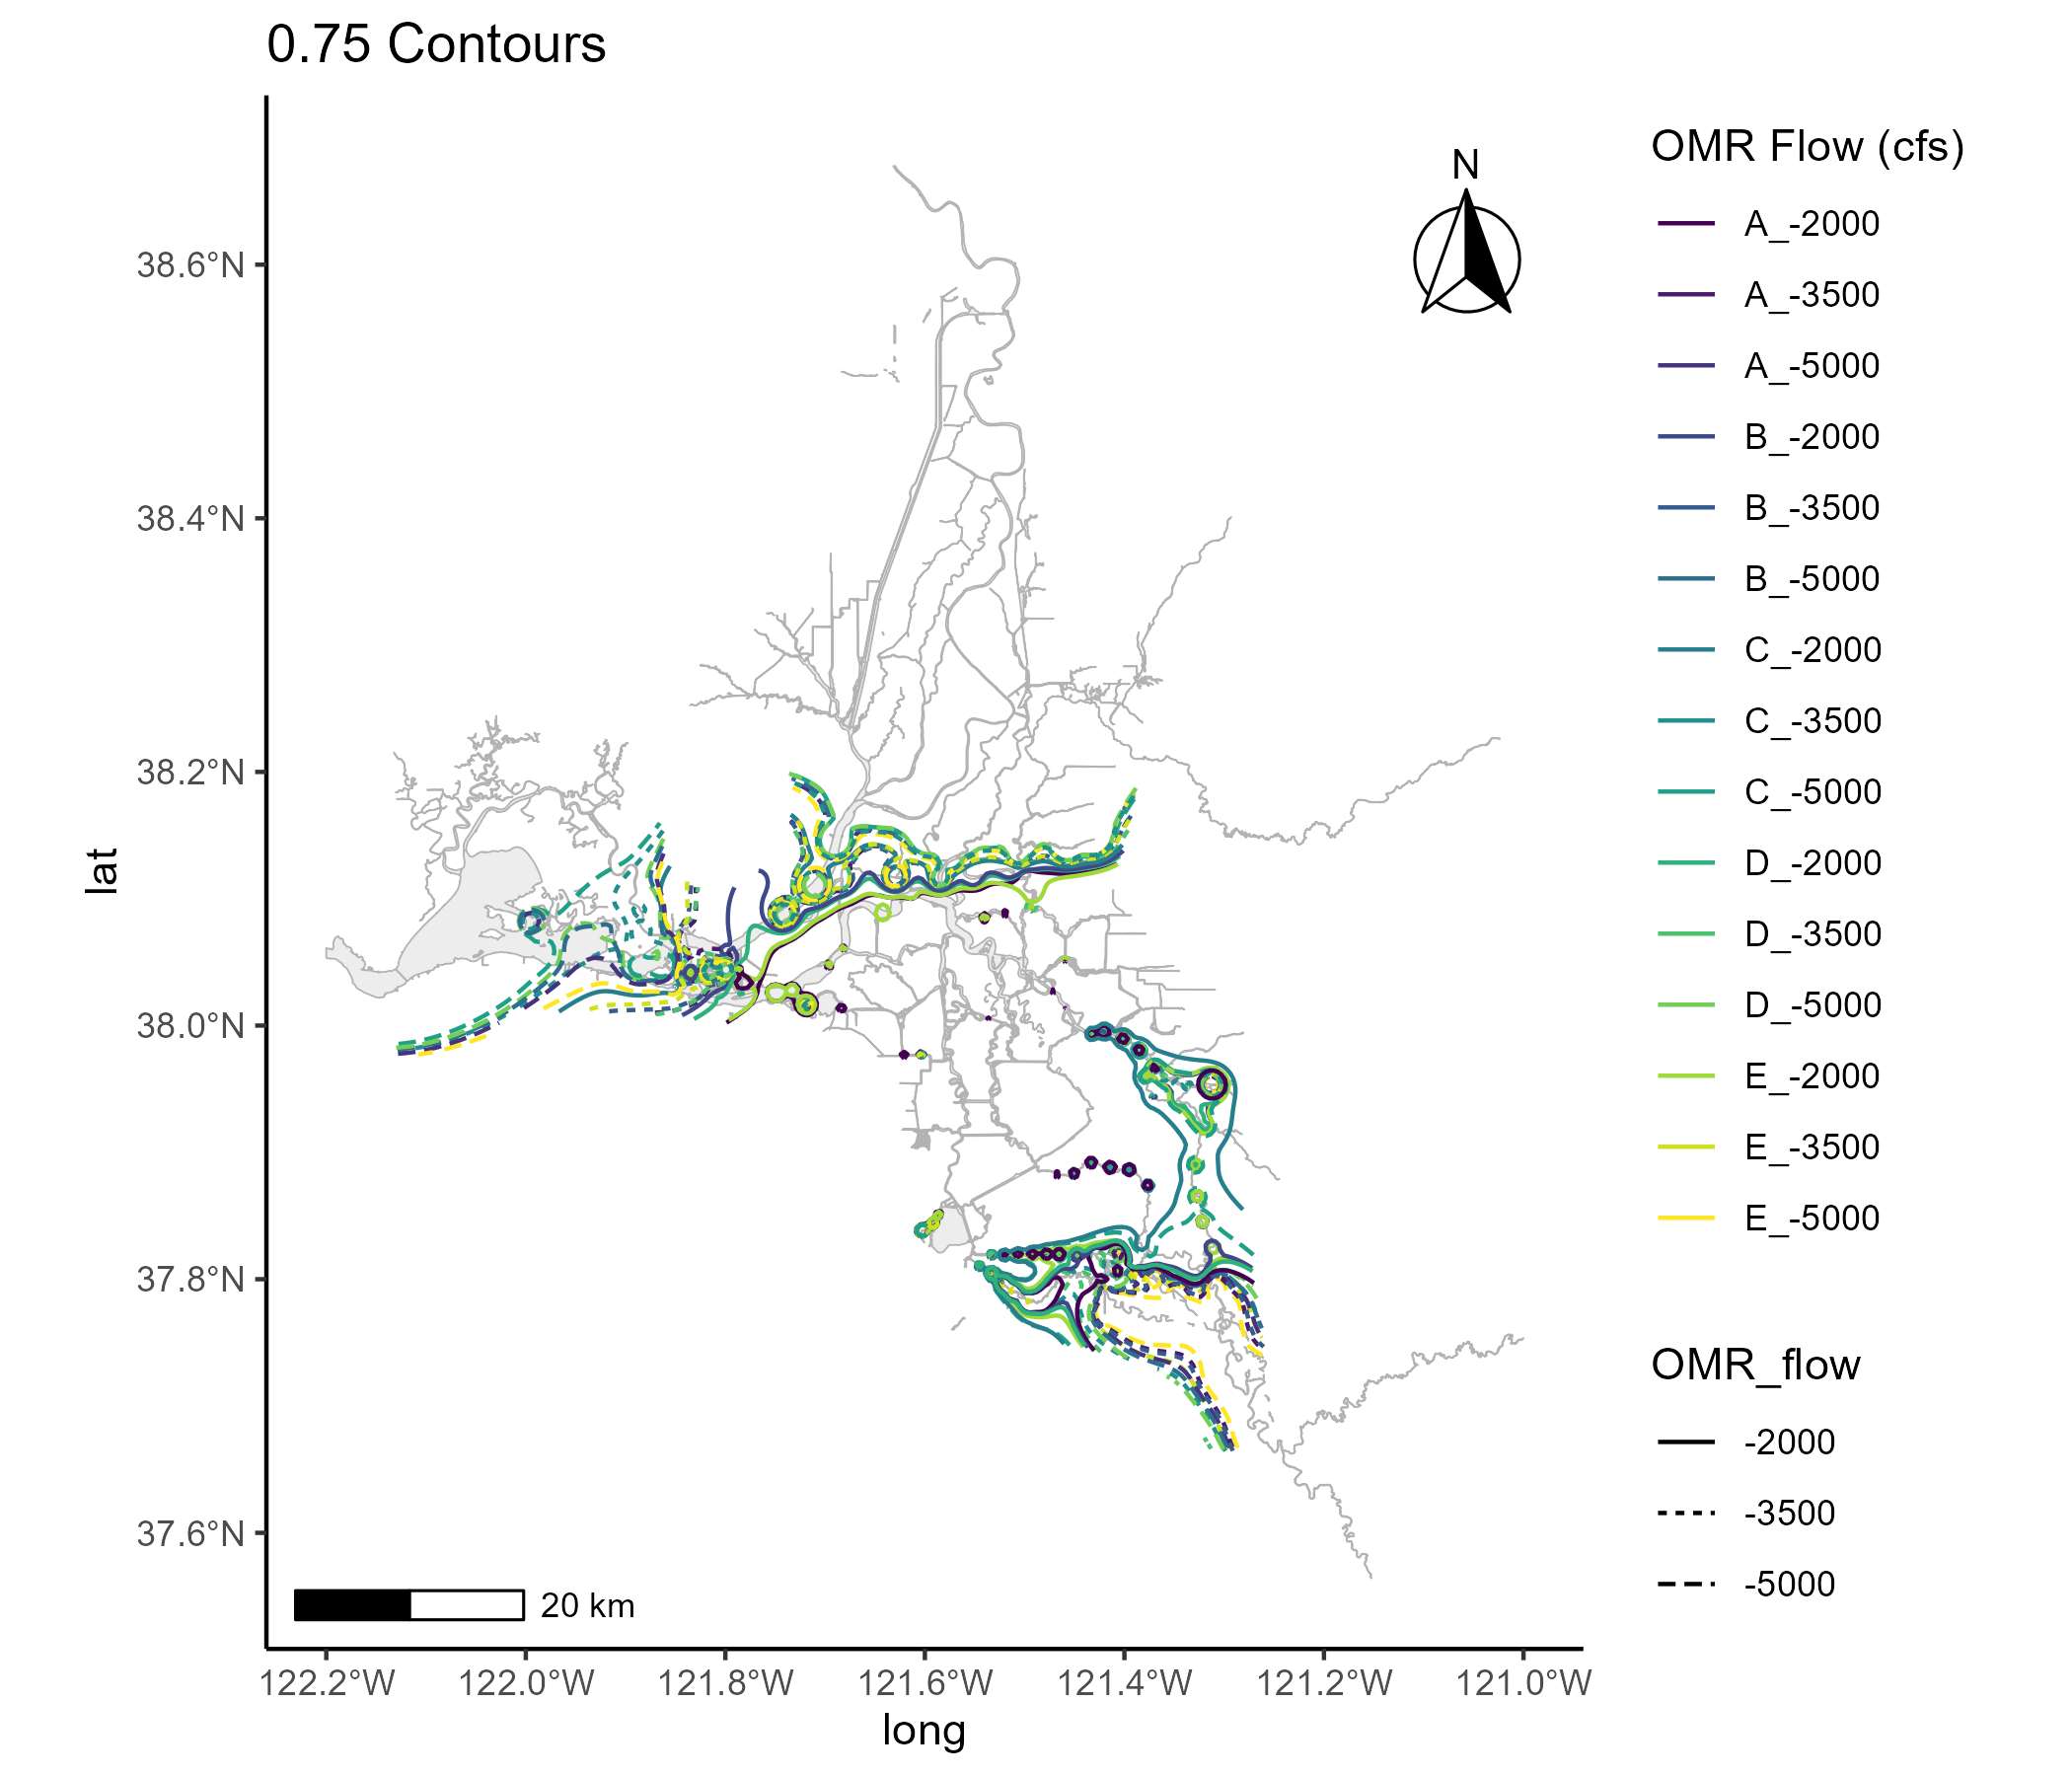 0.75 Contours
N
38.6°N
38.4°N
38.2°N
38.0°N
37.8°N
37.6°N
lat
20 km
122.2°W
122.0°W
121.8°W
121.6°W
121.4°W
121.2°W
121.0°W
long
OMR Flow (cfs)
A_-2000
A_-3500
A_-5000
B_-2000
B_-3500
B_-5000
C_-2000
C_-3500
C_-5000
D_-2000
D_-3500
D_-5000
E_-2000
E_-3500
E_-5000
OMR_flow
-2000
-3500
-5000